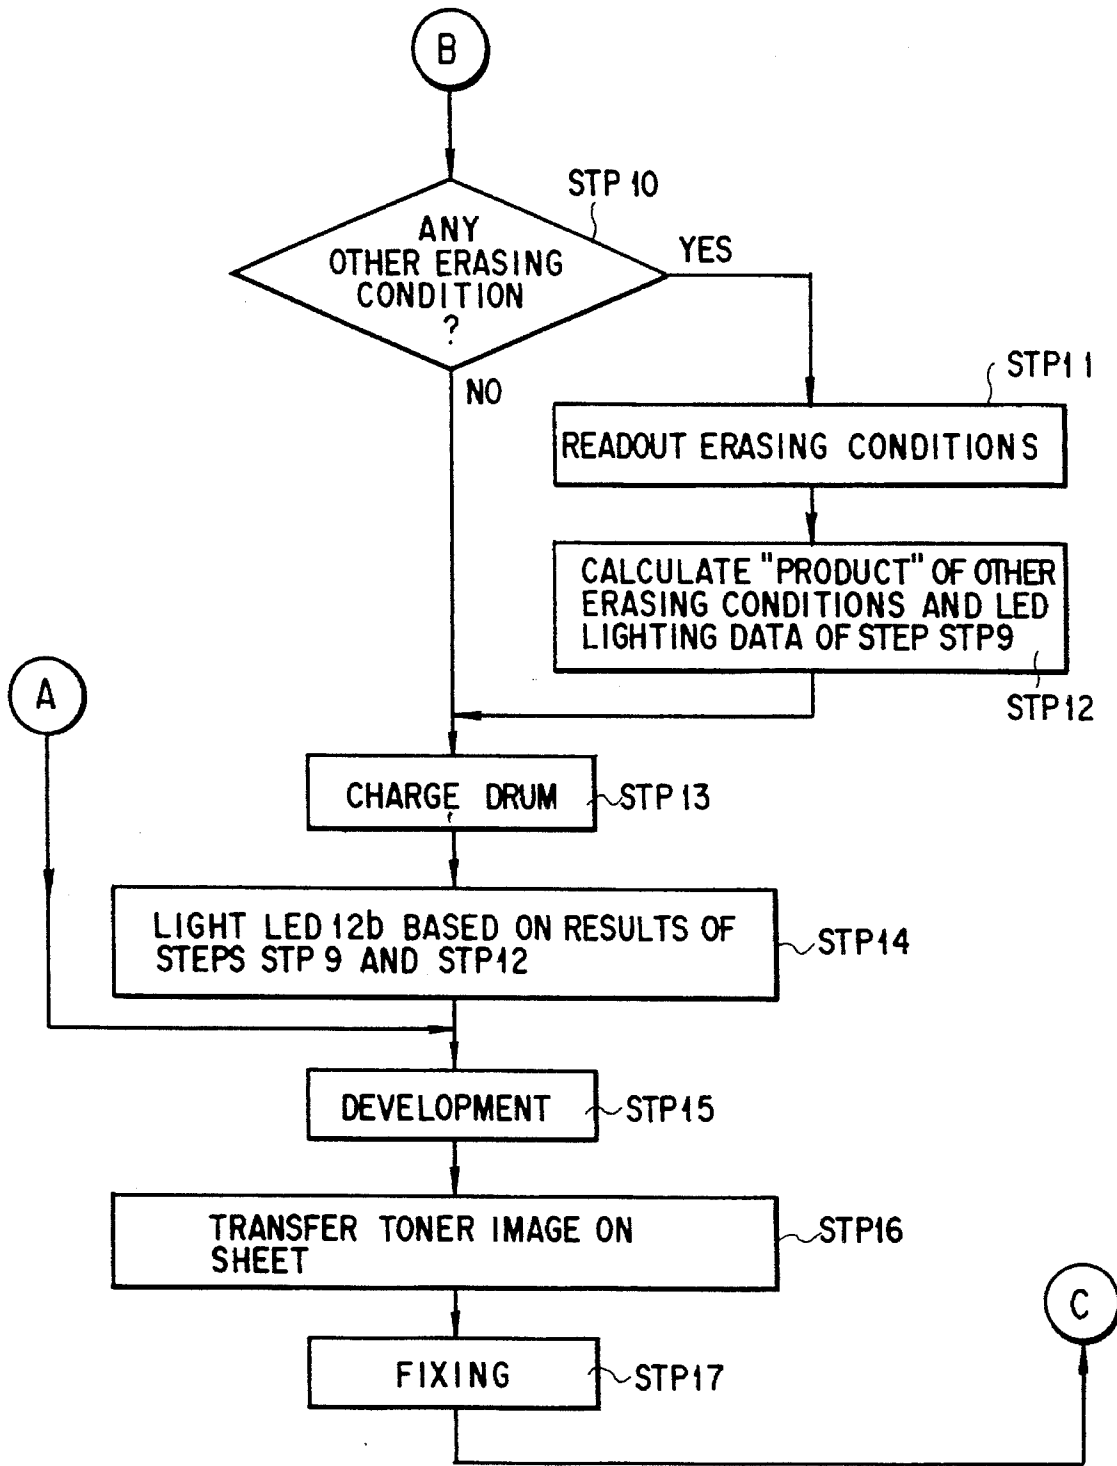 B
STP 10
ANY
OTHER ERASING
CONDITION
?
YES
NO
STP11
READOUT ERASING CONDITIONS
CALCULATE "PRODUCT" OF OTHER
ERASING CONDITIONS AND LED
LIGHTING DATA OF STEP STP9
STP12
A
CHARGE DRUM
STP13
LIGHT LED 12b BASED ON RESULTS OF
STEPS STP 9 AND STP12
STP14
DEVELOPMENT
STP15
TRANSFER TONER IMAGE ON
SHEET
STP16
C
FIXING
STP17